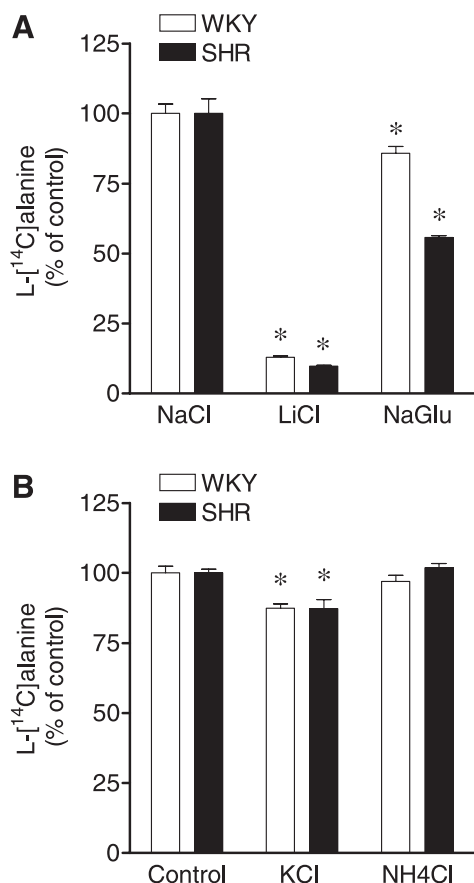 A
WKY
SHR
L-[14C]alanine
(% of control)
125
100
75
50
25
0
* * * *
NaCl LiCl NaGlu
B
WKY
SHR
L-[14C]alanine
(% of control)
125
100
75
50
25
0
* *
Control KCl NH4Cl